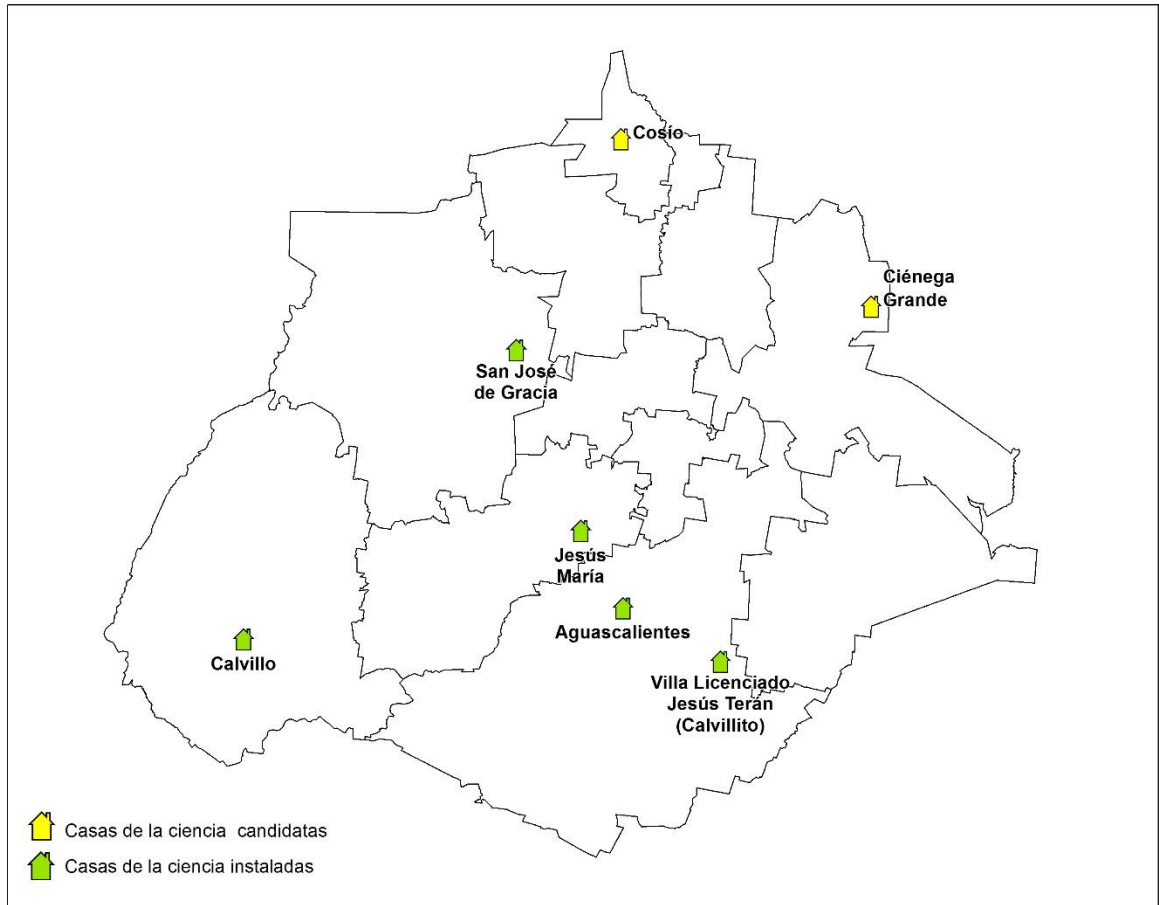 Cosío
Ciénega
Grande
San José
de Gracia
Jesús
María
Aguascalientes
Calvillo
Villa Licenciado
Jesús Terán
(Calvillito)
Casas de la ciencia candidatas
Casas de la ciencia instaladas